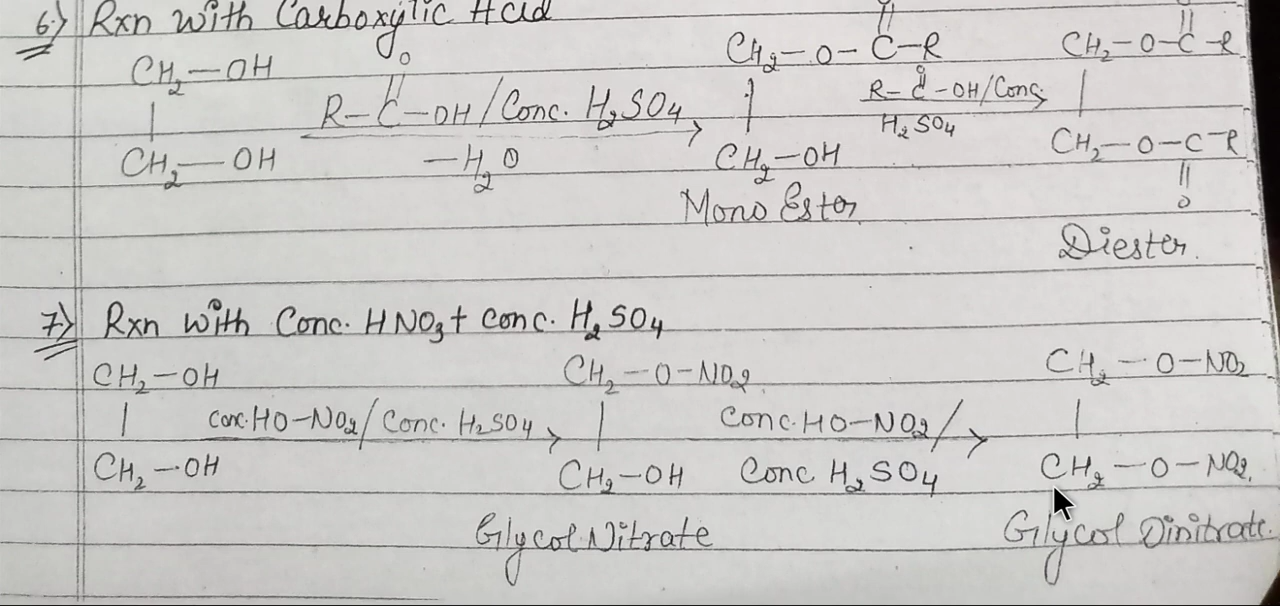 6.) Rxn With Carboxylic Acid
O
CH₂—OH
CH₂—OH
R—C—OH/Conc. H₂SO₄
—H₂O
CH₂—O—C—R
CH₂—OH
Mono Ester
O
R—C—OH/Conc.
H₂SO₄
CH₂—O—C—R
CH₂—O—C—R
O
Diester.
7.) Rxn With Conc. HNO₃ + Conc. H₂SO₄
CH₂—OH
CH₂—OH
Conc. HO—NO₂/Conc. H₂SO₄
CH₂—O—NO₂
CH₂—OH
Glycol Nitrate
Conc. HO—NO₂/
Conc H₂SO₄
CH₂—O—NO₂
CH₂—O—NO₂.
Glycol Dinitrate.